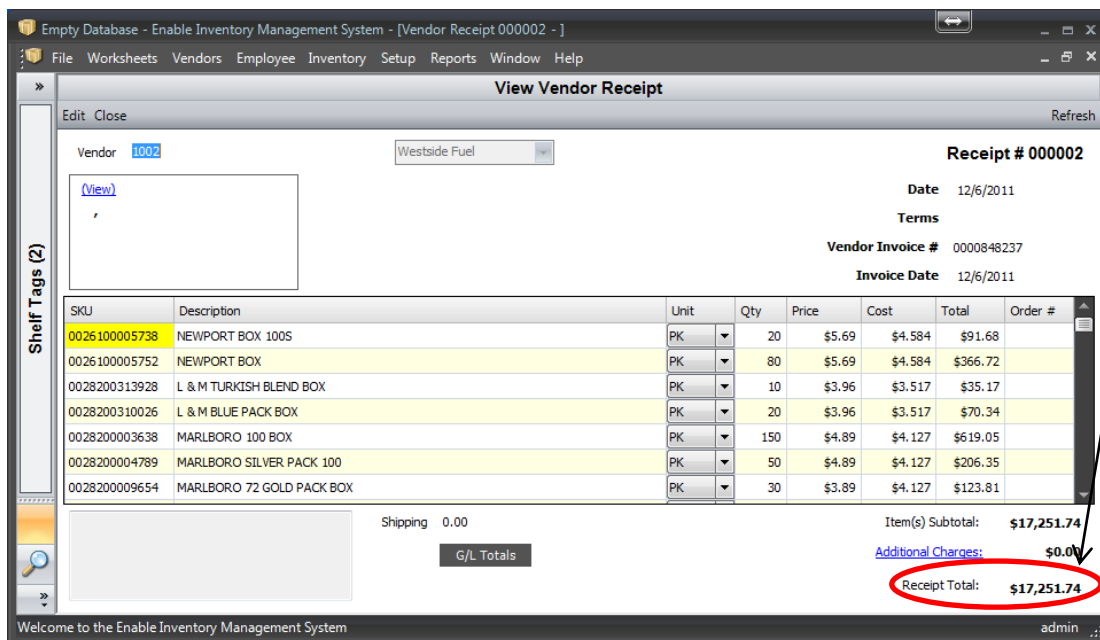 Empty Database - Enable Inventory Management System - [Vendor Receipt 000002 - ]
File Worksheets Vendors Employee Inventory Setup Reports Window Help
» View Vendor Receipt
Edit Close Refresh
Vendor 1002 Westside Fuel Receipt # 000002
(View)
,
Date 12/6/2011
Terms
Vendor Invoice # 0000848237
Invoice Date 12/6/2011
Shelf Tags (2)
SKU Description Unit Qty Price Cost Total Order #
0026100005738 NEWPORT BOX 100S PK 20 $5.69 $4.584 $91.68
0026100005752 NEWPORT BOX PK 80 $5.69 $4.584 $366.72
0028200313928 L & M TURKISH BLEND BOX PK 10 $3.96 $3.517 $35.17
0028200310026 L & M BLUE PACK BOX PK 20 $3.96 $3.517 $70.34
0028200003638 MARLBORO 100 BOX PK 150 $4.89 $4.127 $619.05
0028200004789 MARLBORO SILVER PACK 100 PK 50 $4.89 $4.127 $206.35
0028200009654 MARLBORO 72 GOLD PACK BOX PK 30 $3.89 $4.127 $123.81
Shipping 0.00 Item(s) Subtotal: $17,251.74
G/L Totals Additional Charges: $0.00
Receipt Total: $17,251.74
»
Welcome to the Enable Inventory Management System admin